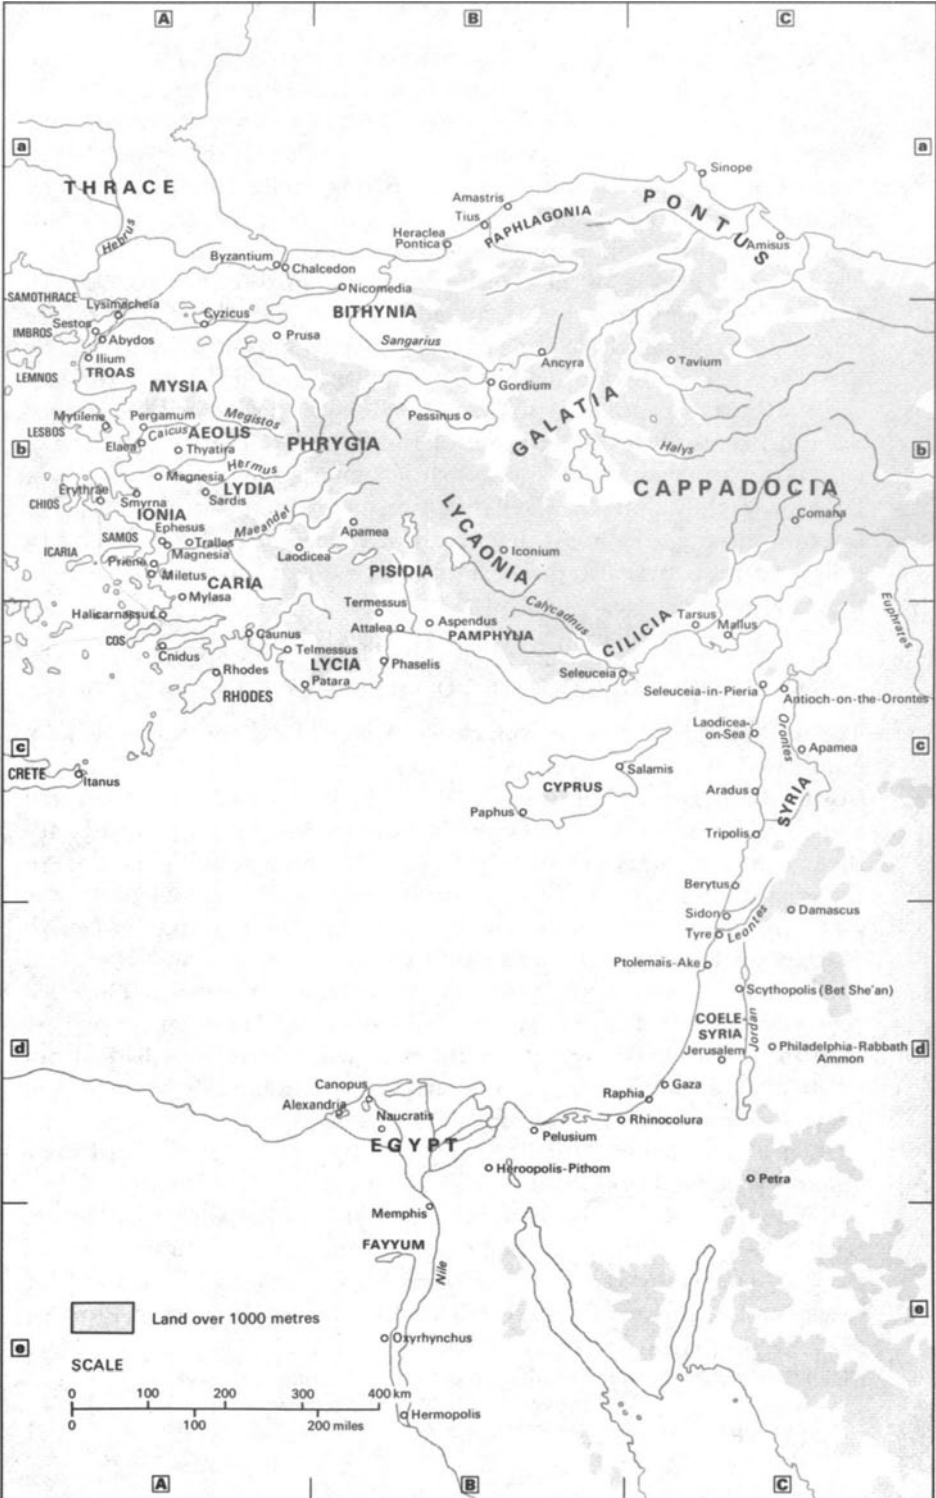 A
B
C
a
a
Sinope
THRACE
Amastris
PONTUS
Tius
PAPHLAGONIA
Heraclea
Pontica
Amisus
Hebrus
Byzantium
Chalcedon
Nicomedia
SAMOTHRACE
Lysimacheia
Cyzicus
BITHYNIA
IMBROS
Sestos
Abydos
Prusa
Sangarius
Ilium
Ancyra
Tavium
LEMNOS
TROAS
MYSIA
Gordium
GALATIA
Mytilene
Pergamum
Megistos
Pessinus
LESBOS
Caicus
AEOLIS
PHRYGIA
b
Elaea
Thyatira
Halys
b
Hermus
Magnesia
LYDIA
CAPPADOCIA
Erythrae
Smyrna
Sardis
CHIOS
IONIA
LYCAONIA
Comana
Ephesus
Maeander
Apamea
SAMOS
Tralles
ICARIA
Magnesia
Laodicea
Iconium
Priene
PISIDIA
Miletus
CARIA
Mylasa
Calycadnus
Euphrates
Termessus
Halicarnassus
Aspendus
Tarsus
Mallus
Attalea
PAMPHYLIA
CILICIA
COS
Caunus
Cnidus
Telmessus
LYCIA
Phaselis
Rhodes
Seleucia
Patara
RHODES
Seleuceia-in-Pieria
Antioch-on-the-Orontes
Laodicea-
on-Sea
Orontes
c
Apamea
c
CRETE
Itanus
Salamis
CYPRUS
Aradus
SYRIA
Paphus
Tripolis
Berytus
Sidon
Leontes
Damascus
Tyre
Ptolemais-Ake
Scythopolis (Bet She'an)
COELE-
SYRIA
Jordan
d
Jerusalem
Philadelphia-Rabbath
Ammon
d
Canopus
Gaza
Alexandria
Raphia
Naucratis
Rhinocolura
EGYPT
Pelusium
Heroopolis-Pithom
Petra
Memphis
FAYYUM
Nile
Land over 1000 metres
e
e
Oxyrhynchus
SCALE
0 100 200 300 400 km
0 100 200 miles
Hermopolis
A
B
C